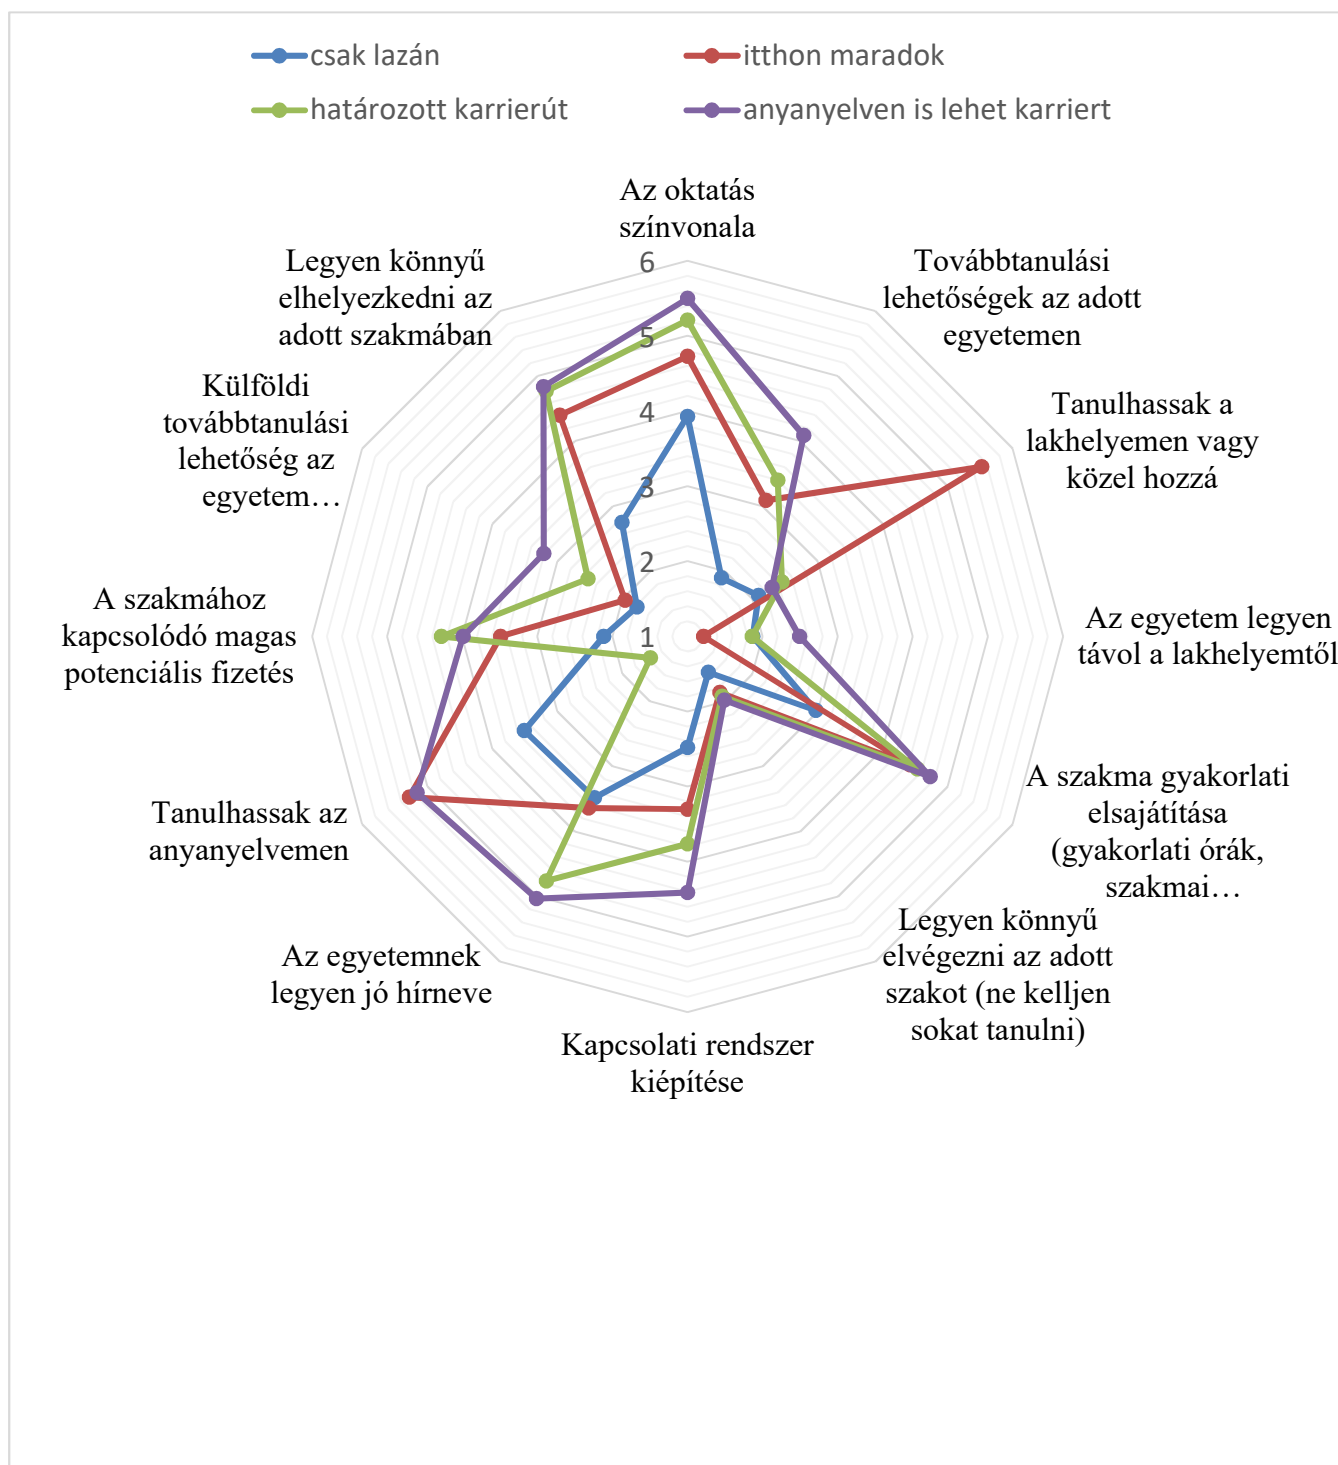 csak lazán
itthon maradok
határozott karrierút
anyanyelven is lehet karriert
Az oktatás
színvonala
Továbbtanulási
lehetőségek az adott
egyetemen
Tanulhassak a
lakhelyemen vagy
közel hozzá
Az egyetem legyen
távol a lakhelyemtől
A szakma gyakorlati
elsajátítása
(gyakorlati órák,
szakmai…
Legyen könnyű
elvégezni az adott
szakot (ne kelljen
sokat tanulni)
Kapcsolati rendszer
kiépítése
Az egyetemnek
legyen jó hírneve
Tanulhassak az
anyanyelvemen
A szakmához
kapcsolódó magas
potenciális fizetés
Külföldi
továbbtanulási
lehetőség az
egyetem…
Legyen könnyű
elhelyezkedni az
adott szakmában
6
5
4
3
2
1